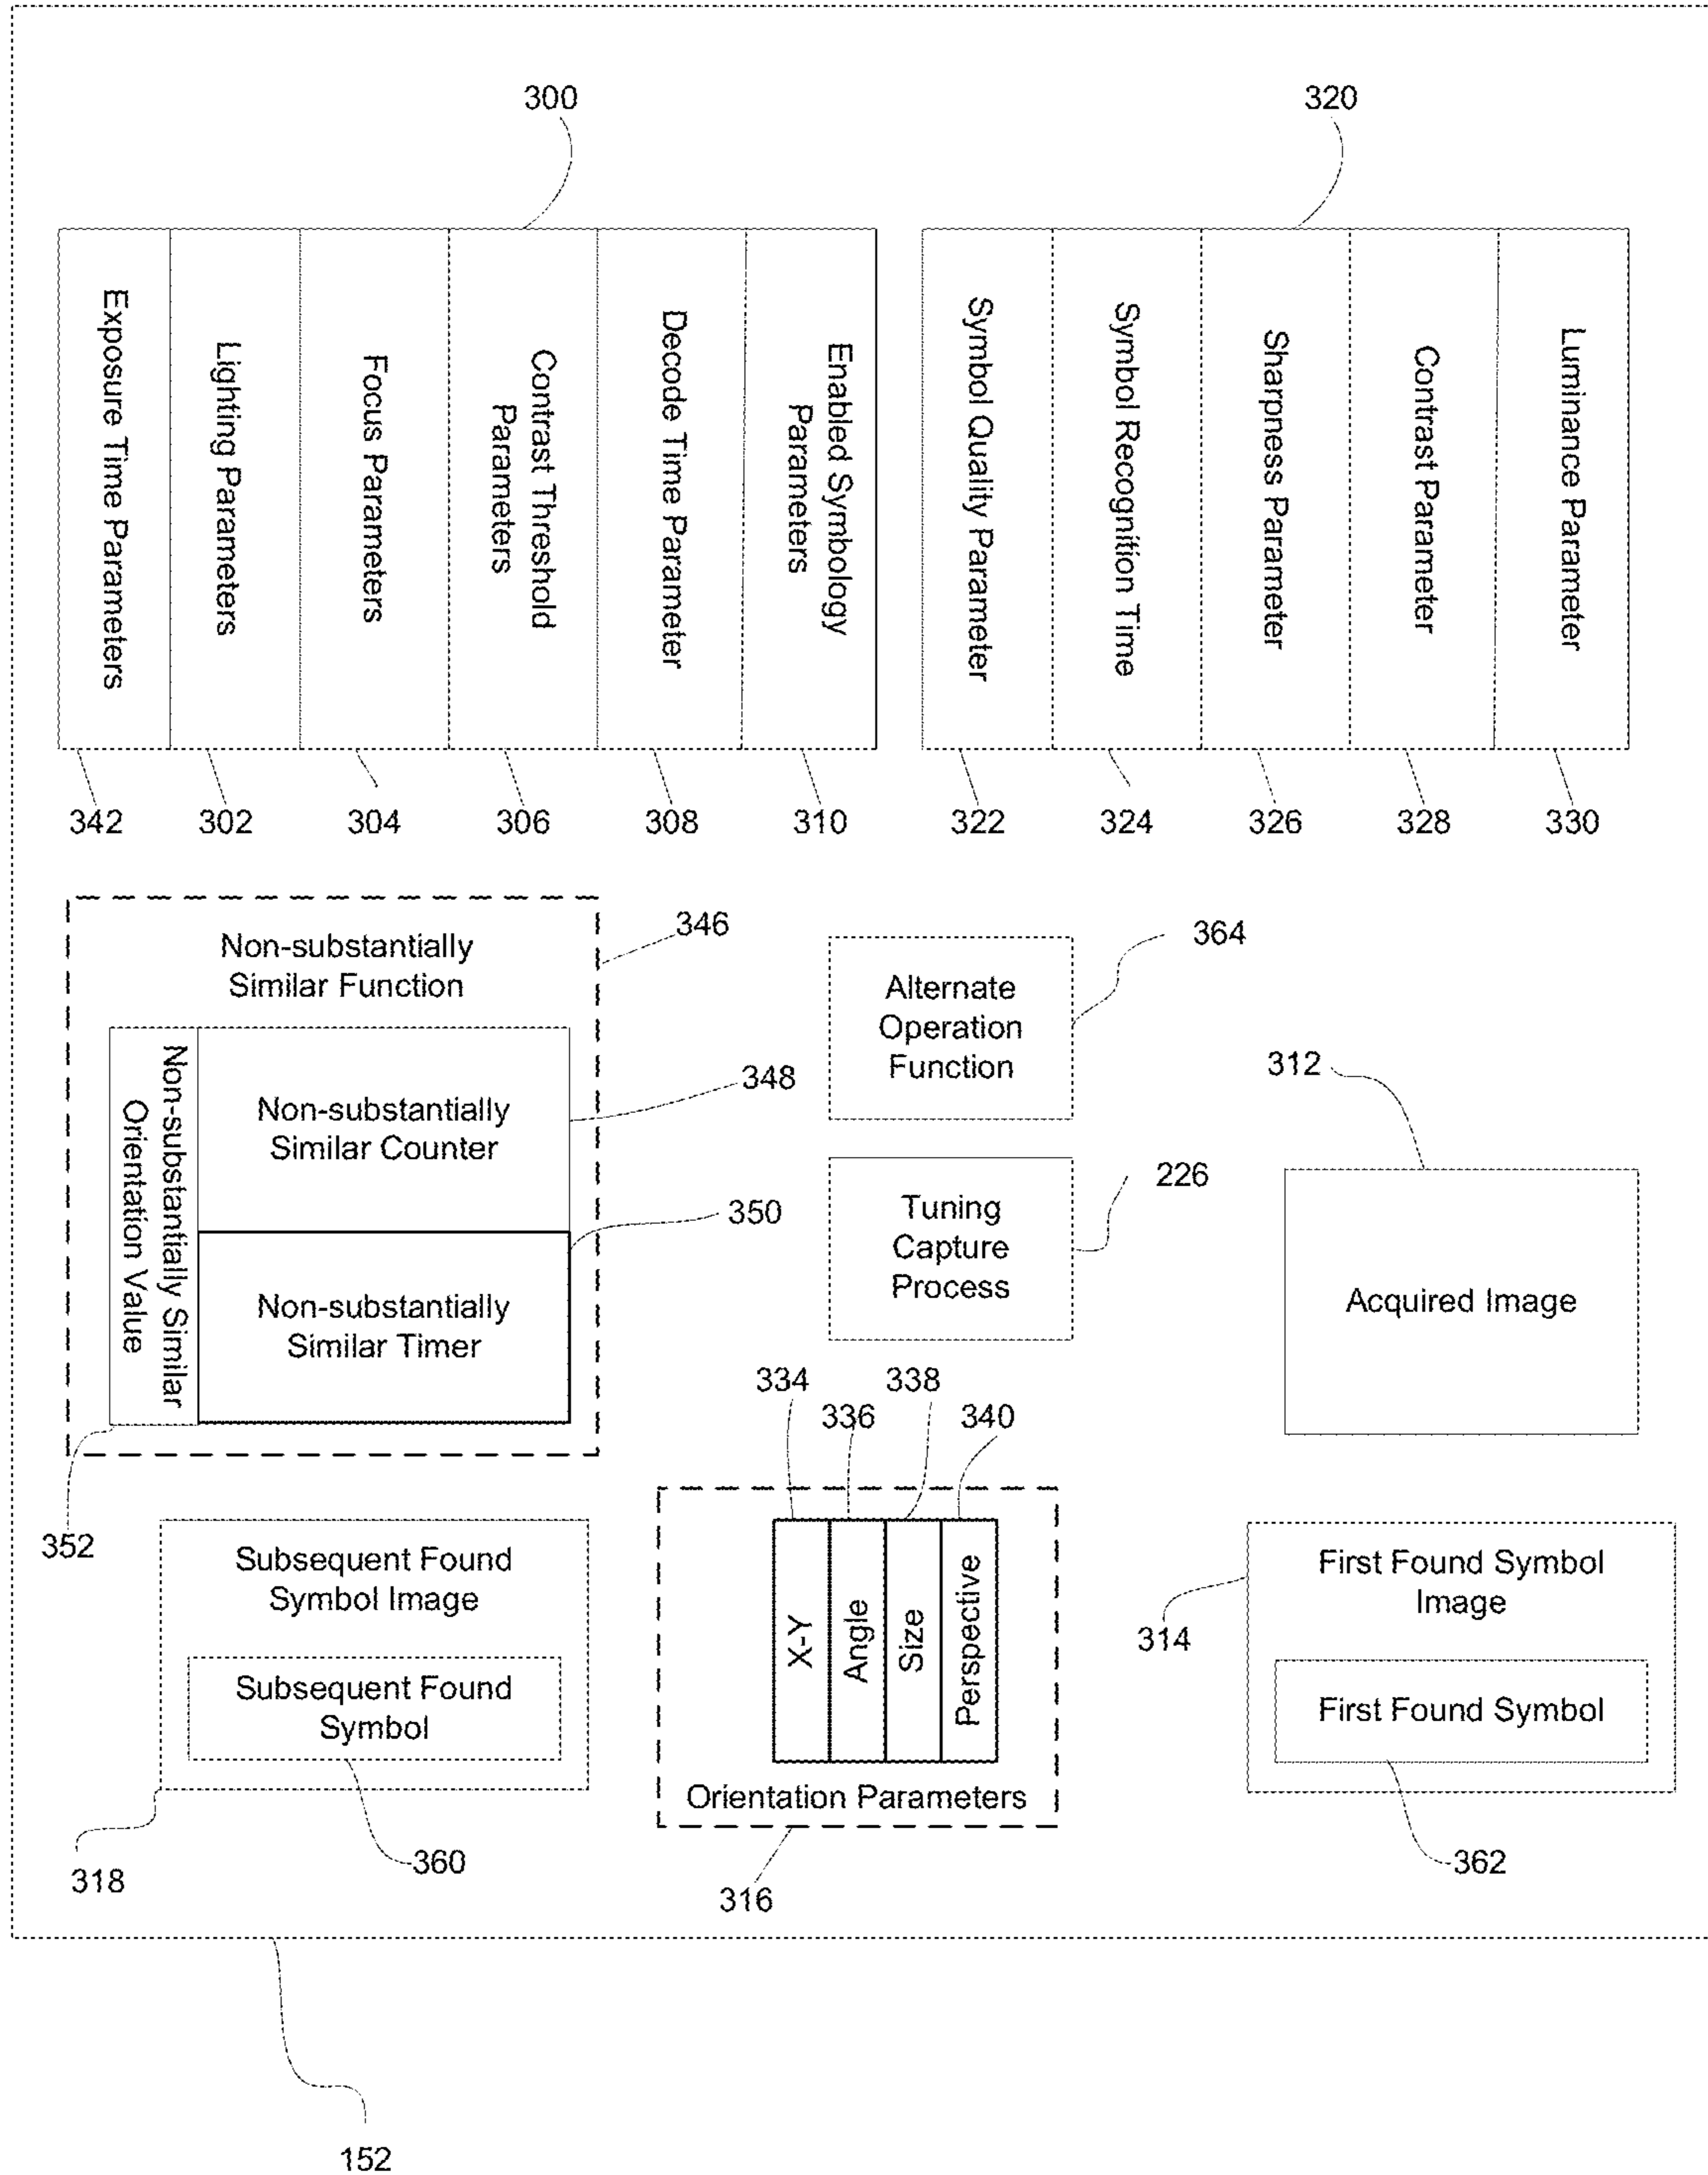 300
320
Exposure Time Parameters
Lighting Parameters
Focus Parameters
Contrast Threshold
Parameters
Decode Time Parameter
Enabled Symbology
Parameters
Symbol Quality Parameter
Symbol Recognition Time
Sharpness Parameter
Contrast Parameter
Luminance Parameter
342
302
304
306
308
310
322
324
326
328
330
Non-substantially
Similar Function
346
Non-substantially Similar
Orientation Value
Non-substantially
Similar Counter
348
Non-substantially
Similar Timer
350
352
Alternate
Operation
Function
364
Tuning
Capture
Process
226
312
Acquired Image
334
336
338
340
X-Y
Angle
Size
Perspective
Orientation Parameters
316
Subsequent Found
Symbol Image
Subsequent Found
Symbol
318
360
First Found Symbol
Image
First Found Symbol
314
362
152